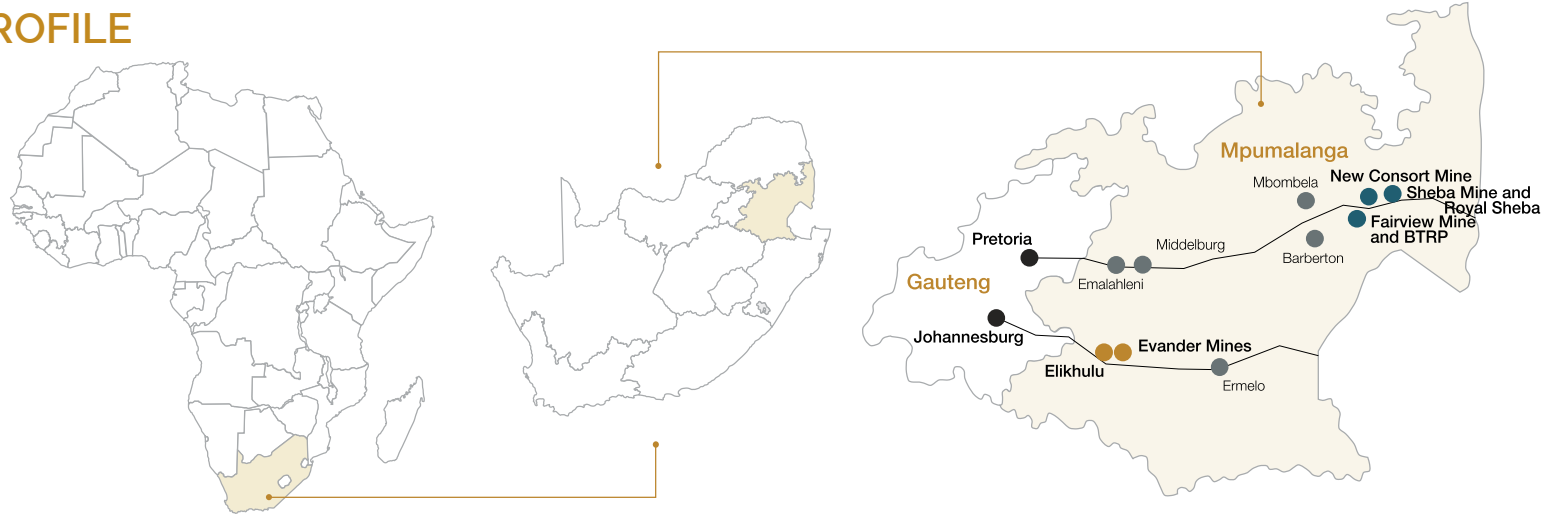 ROFILE
Mpumalanga
Mbombela
New Consort Mine
Sheba Mine and
Royal Sheba
Fairview Mine
and BTRP
Barberton
Pretoria
Middelburg
Emalahleni
Gauteng
Johannesburg
Evander Mines
Elikhulu
Ermelo